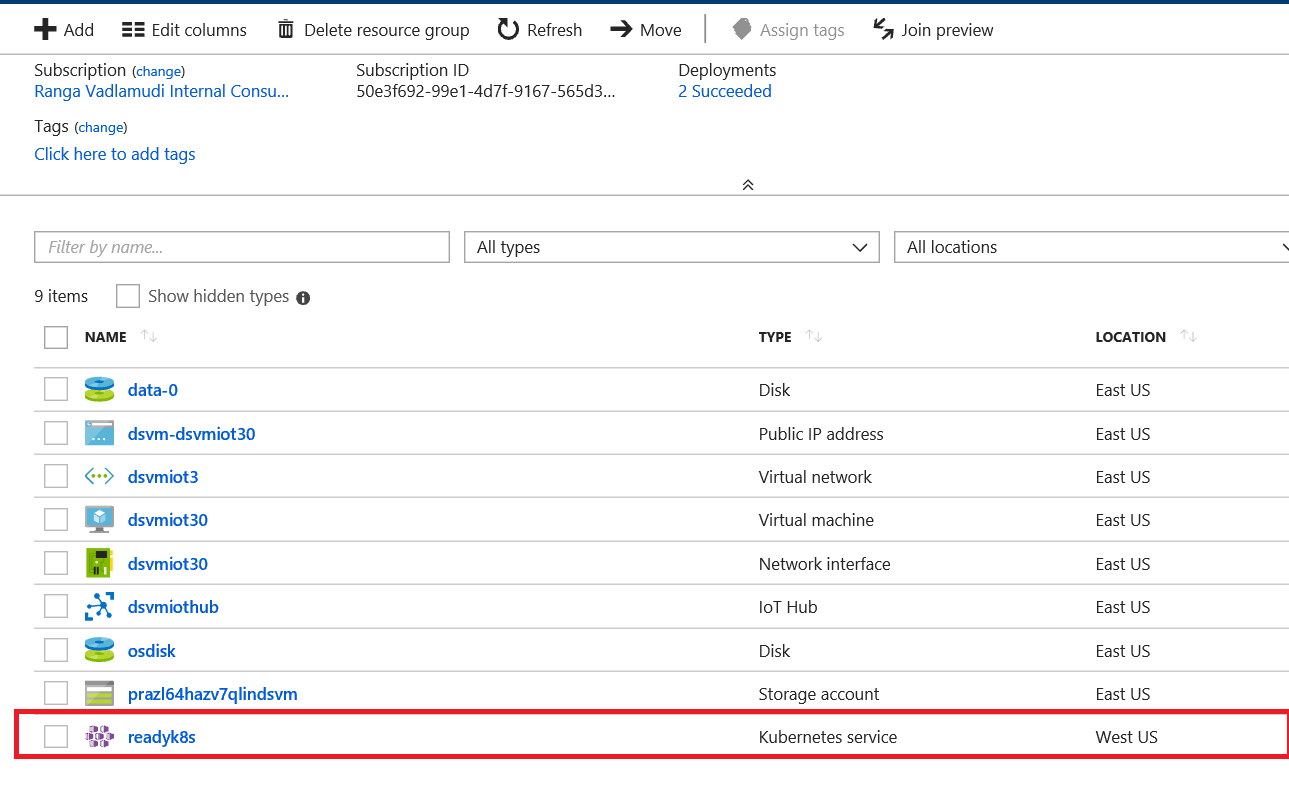 Add Edit columns Delete resource group Refresh Move Assign tags Join preview
Subscription (change) Subscription ID Deployments
Ranga Vadlamudi Internal Consu... 50e3f692-99e1-4d7f-9167-565d3... 2 Succeeded
Tags (change)
Click here to add tags
Filter by name... All types All locations
9 items Show hidden types
NAME TYPE LOCATION
data-0 Disk East US
dsvm-dsvmiot30 Public IP address East US
dsvmiot3 Virtual network East US
dsvmiot30 Virtual machine East US
dsvmiot30 Network interface East US
dsvmiothub IoT Hub East US
osdisk Disk East US
prazl64hazv7qlindsvm Storage account East US
readyk8s Kubernetes service West US